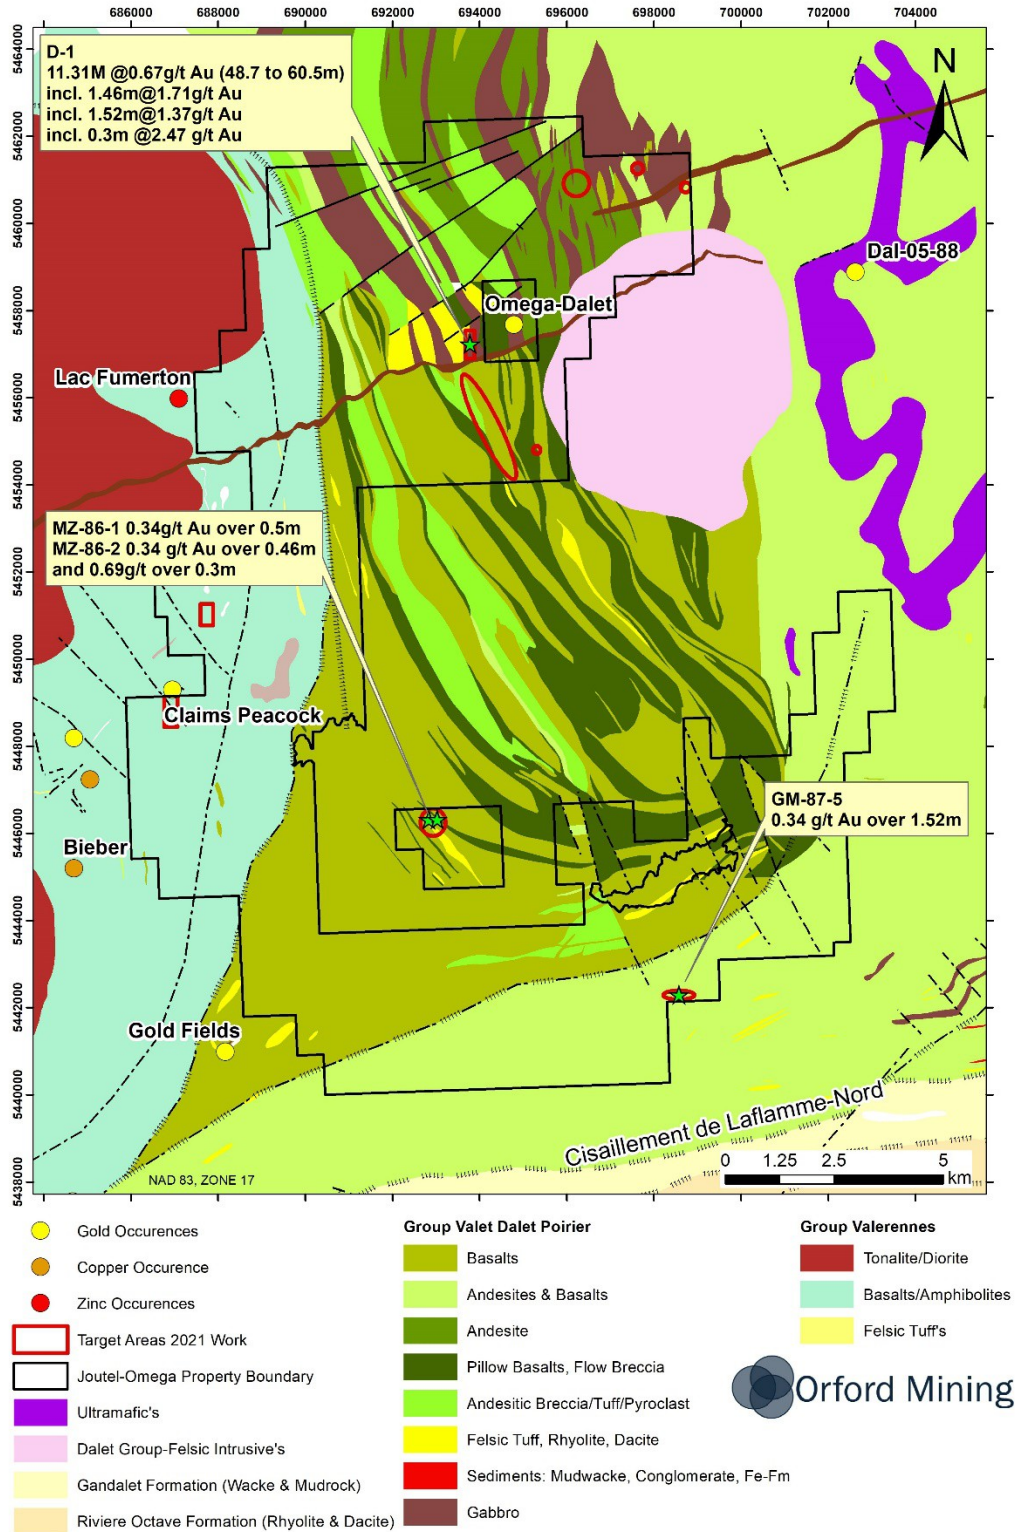 686000 688000 690000 692000 694000 696000 698000 700000 702000 704000
5464000
5462000
5460000
5458000
5456000
5454000
5452000
5450000
5448000
5446000
5444000
5442000
5440000
5438000
D-1
11.31M @0.67g/t Au (48.7 to 60.5m)
incl. 1.46m@1.71g/t Au
incl. 1.52m@1.37g/t Au
incl. 0.3m @2.47 g/t Au
N
Dal-05-88
Omega-Dalet
Lac Fumerton
MZ-86-1 0.34g/t Au over 0.5m
MZ-86-2 0.34 g/t Au over 0.46m
and 0.69g/t over 0.3m
Claims Peacock
GM-87-5
0.34 g/t Au over 1.52m
Bieber
Gold Fields
Cisaillement de Laflamme-Nord
NAD 83, ZONE 17
0 1.25 2.5 5
km
Gold Occurences
Copper Occurence
Zinc Occurences
Target Areas 2021 Work
Joutel-Omega Property Boundary
Ultramafic's
Dalet Group-Felsic Intrusive's
Gandalet Formation (Wacke & Mudrock)
Riviere Octave Formation (Rhyolite & Dacite)
Group Valet Dalet Poirier
Basalts
Andesites & Basalts
Andesite
Pillow Basalts, Flow Breccia
Andesitic Breccia/Tuff/Pyroclast
Felsic Tuff, Rhyolite, Dacite
Sediments: Mudwacke, Conglomerate, Fe-Fm
Gabbro
Group Valerennes
Tonalite/Diorite
Basalts/Amphibolites
Felsic Tuff's
Orford Mining